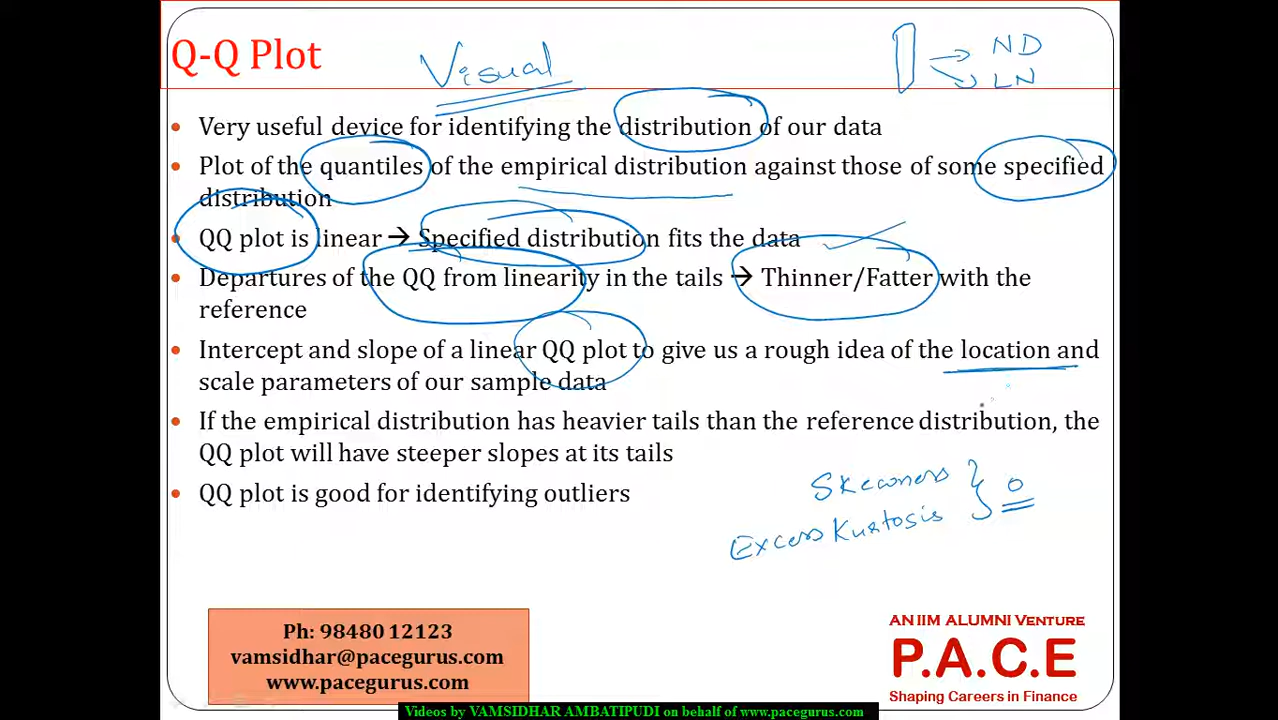 Q-Q Plot
Visual
ND
LN
• Very useful device for identifying the distribution of our data
• Plot of the quantiles of the empirical distribution against those of some specified
distribution
• QQ plot is linear → Specified distribution fits the data
• Departures of the QQ from linearity in the tails → Thinner/Fatter with the
reference
• Intercept and slope of a linear QQ plot to give us a rough idea of the location and
scale parameters of our sample data
• If the empirical distribution has heavier tails than the reference distribution, the
QQ plot will have steeper slopes at its tails
• QQ plot is good for identifying outliers
Skewness } 0
Excess Kurtosis
Ph: 98480 12123
vamsidhar@pacegurus.com
www.pacegurus.com
AN IIM ALUMNI VENTURE
P.A.C.E
Shaping Careers in Finance
Videos by VAMSIDHAR AMBATIPUDI on behalf of www.pacegurus.com